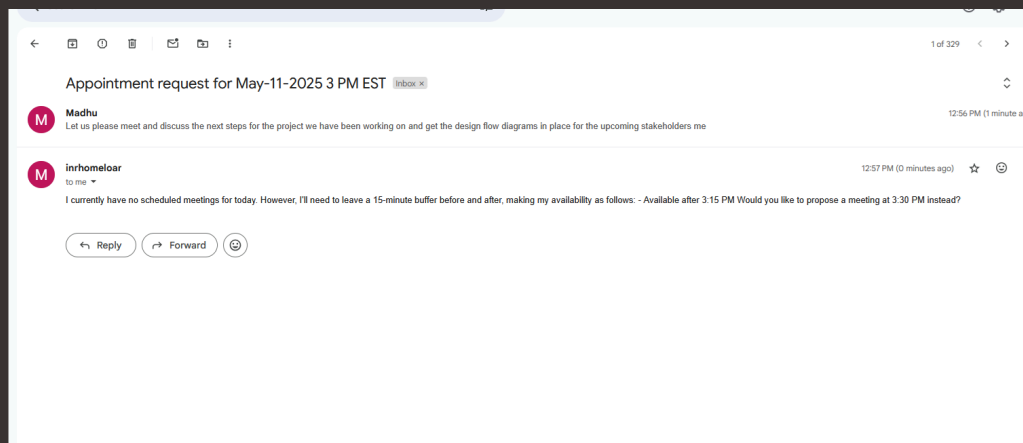 1 of 329
Appointment request for May-11-2025 3 PM EST Inbox ×
M
Madhu
12:56 PM (1 minute a
Let us please meet and discuss the next steps for the project we have been working on and get the design flow diagrams in place for the upcoming stakeholders me
M
inrhomeloar
12:57 PM (0 minutes ago)
to me
I currently have no scheduled meetings for today. However, I'll need to leave a 15-minute buffer before and after, making my availability as follows: - Available after 3:15 PM Would you like to propose a meeting at 3:30 PM instead?
Reply
Forward